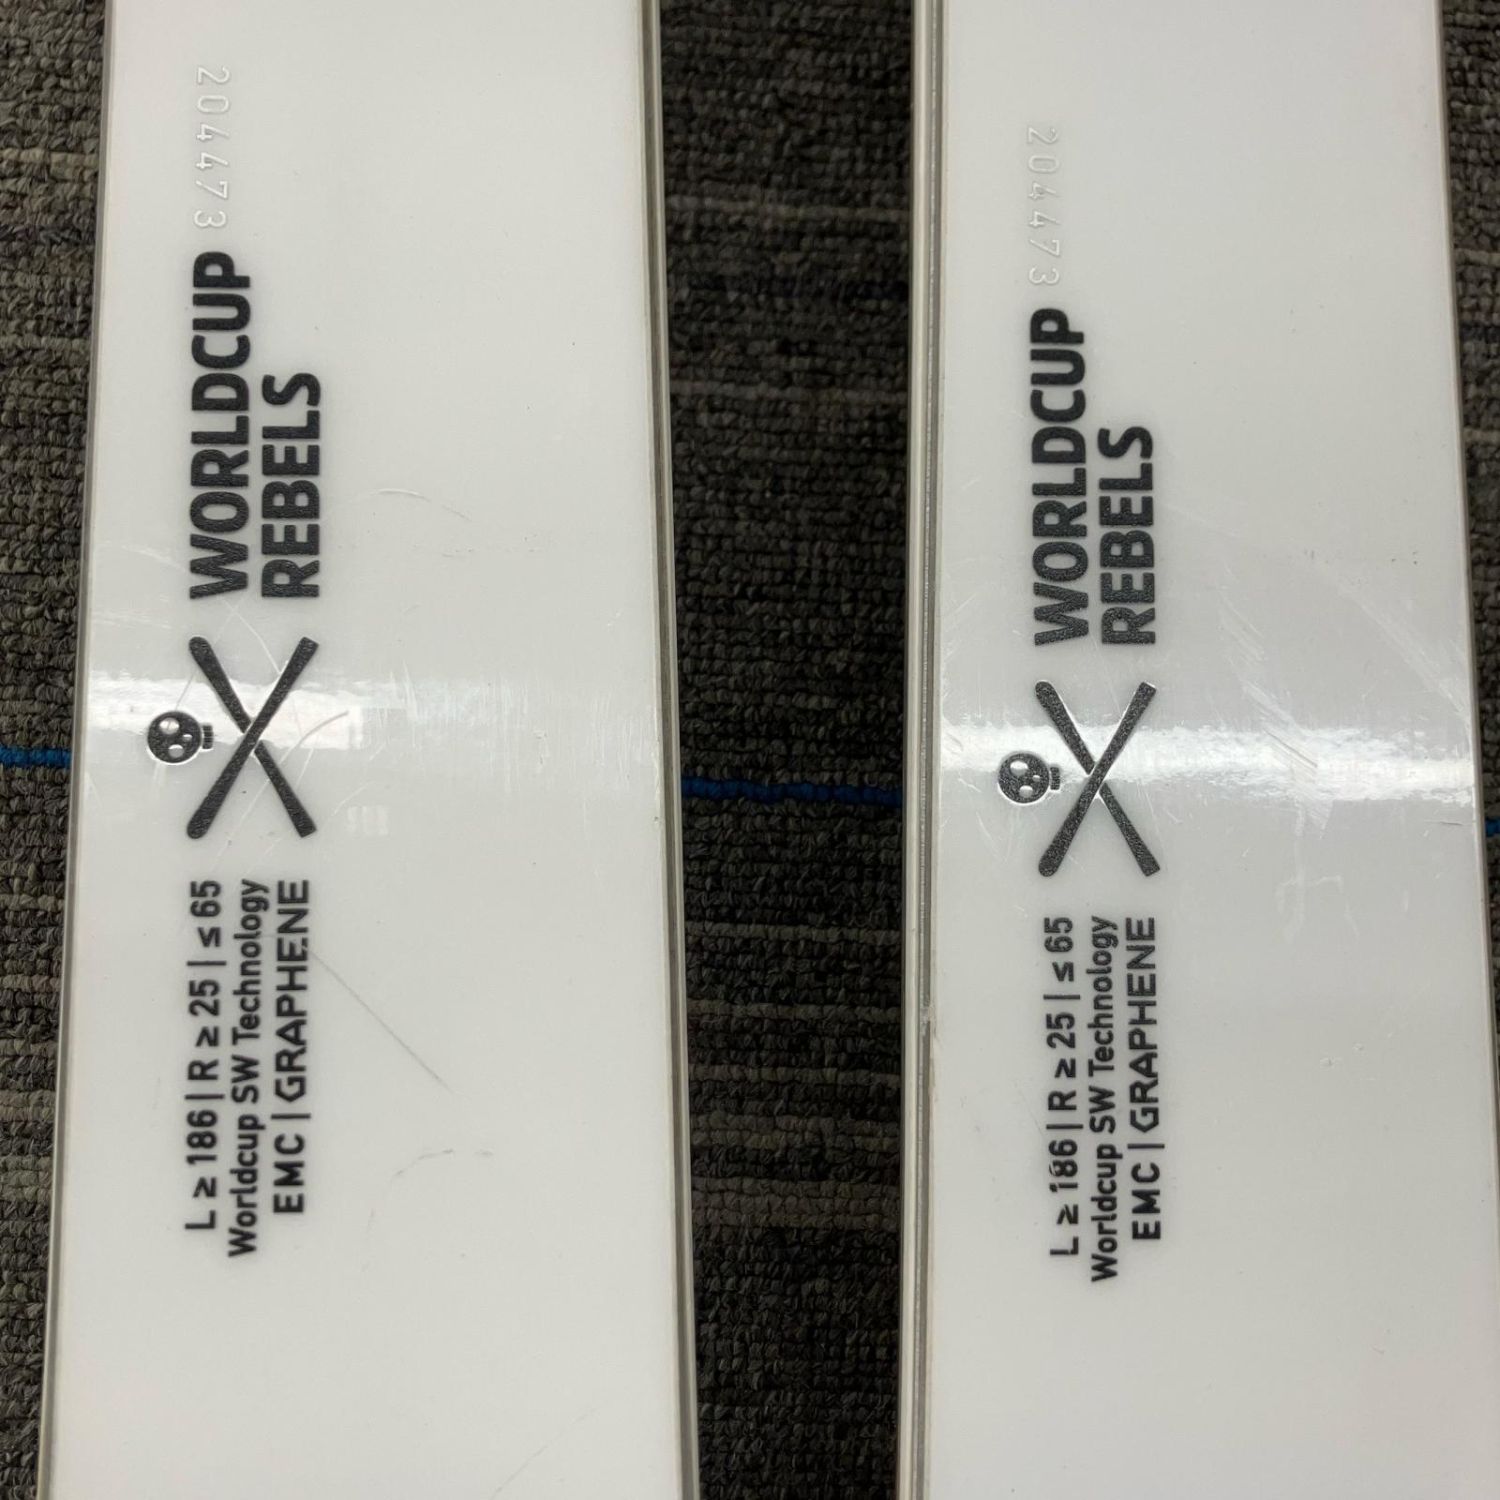 204473
WORLDCUP
REBELS
L ≥ 186 | R ≥ 25 | ≤ 65
Worldcup SW Technology
EMC | GRAPHENE
204473
WORLDCUP
REBELS
L ≥ 186 | R ≥ 25 | ≤ 65
Worldcup SW Technology
EMC | GRAPHENE